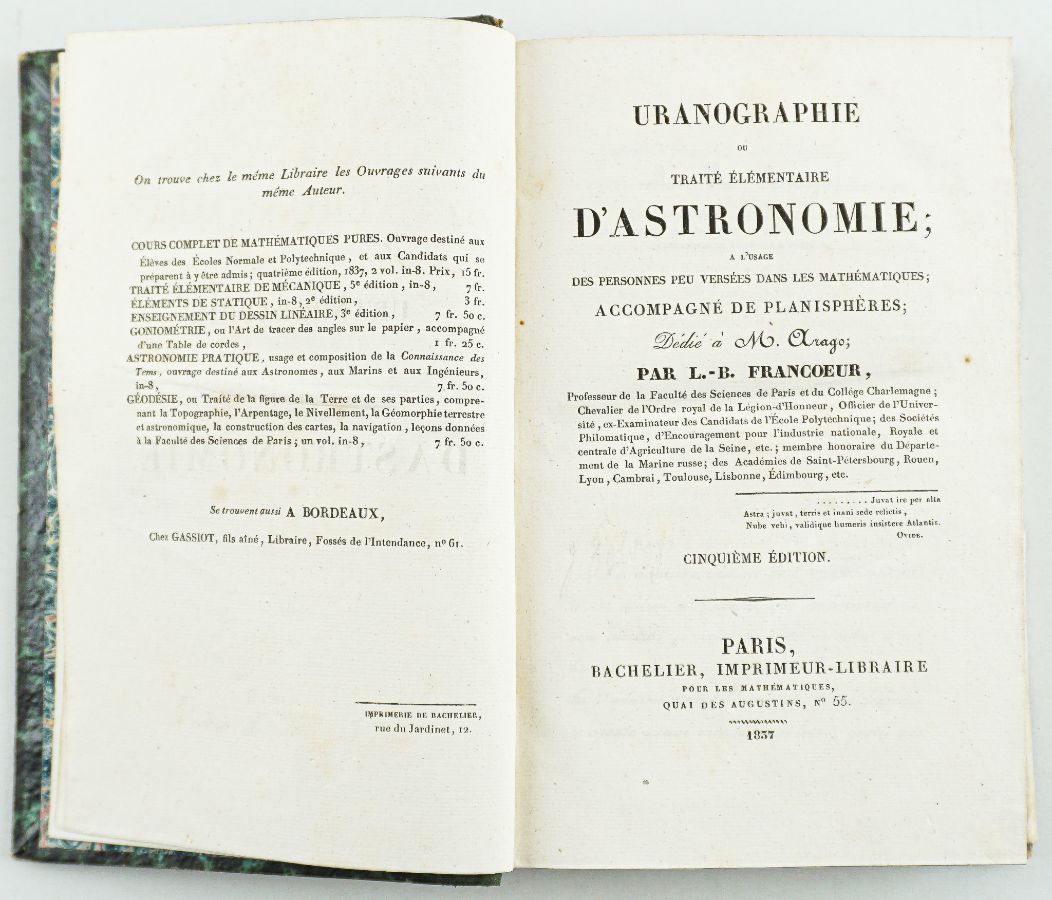 On trouve chez le même Libraire les Ouvrages suivants du
même Auteur.
COURS COMPLET DE MATHÉMATIQUES PURES. Ouvrage destiné aux
Élèves des Écoles Normale et Polytechnique, et aux Candidats qui se
préparent à y être admis; quatrième édition, 1837, 2 vol. in-8. Prix, 15 fr.
TRAITÉ ÉLÉMENTAIRE DE MÉCANIQUE, 5e édition, in-8, 7 fr.
ÉLÉMENTS DE STATIQUE, in-8, 2e édition, 3 fr.
ENSEIGNEMENT DU DESSIN LINÉAIRE, 3e édition, 7 fr. 50 c.
GONIOMÉTRIE, ou l'Art de tracer des angles sur le papier, accompagné
d'une Table de cordes, 1 fr. 25 c.
ASTRONOMIE PRATIQUE, usage et composition de la Connaissance des
Tems, ouvrage destiné aux Astronomes, aux Marins et aux Ingénieurs,
in-8, 7 fr. 50 c.
GÉODÉSIE, ou Traité de la figure de la Terre et de ses parties, compre-
nant la Topographie, l'Arpentage, le Nivellement, la Géomorphie terrestre
et astronomique, la construction des cartes, la navigation, leçons données
à la Faculté des Sciences de Paris; un vol. in-8, 7 fr. 50 c.
Se trouvent aussi A BORDEAUX,
Chez GASSIOT, fils aîné, Libraire, Fossés de l'Intendance, nº 61.
IMPRIMERIE DE BACHELIER,
rue du Jardinet, 12.
URANOGRAPHIE
OU
TRAITÉ ÉLÉMENTAIRE
D'ASTRONOMIE;
A L'USAGE
DES PERSONNES PEU VERSÉES DANS LES MATHÉMATIQUES;
ACCOMPAGNÉ DE PLANISPHÈRES;
Dédié à M. Arago;
PAR L.-B. FRANCOEUR,
Professeur de la Faculté des Sciences de Paris et du Collége Charlemagne;
Chevalier de l'Ordre royal de la Légion-d'Honneur, Officier de l'Univer-
sité, ex-Examinateur des Candidats de l'École Polytechnique; des Sociétés
Philomatique, d'Encouragement pour l'industrie nationale, Royale et
centrale d'Agriculture de la Seine, etc.; membre honoraire du Départe-
ment de la Marine russe; des Académies de Saint-Pétersbourg, Rouen,
Lyon, Cambrai, Toulouse, Lisbonne, Édimbourg, etc.
......... Juvat ire per alta
Astra; juvat, terris et inani sede relictis,
Nube vehi, validique humeris insistere Atlantis.
OVIDE.
CINQUIÈME ÉDITION.
PARIS,
BACHELIER, IMPRIMEUR-LIBRAIRE
POUR LES MATHÉMATIQUES,
QUAI DES AUGUSTINS, Nº 55.
1837